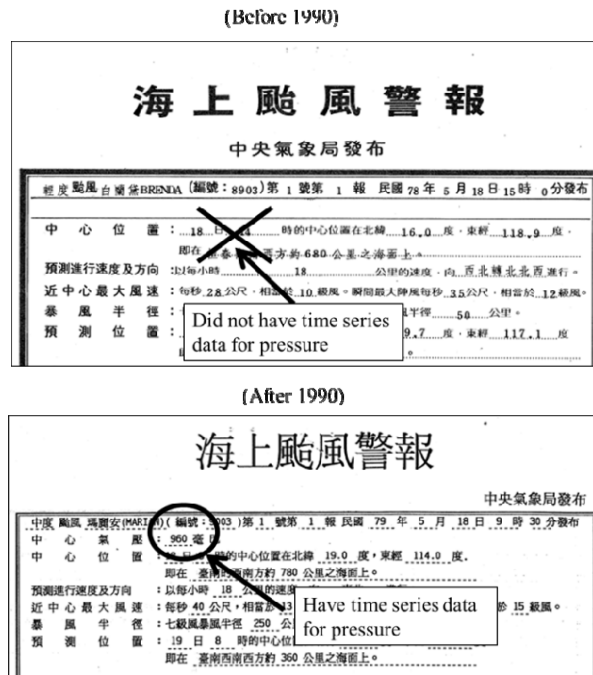 (Before 1990)
海上颱風警報
中央氣象局發布
輕度颱風白蘭黛BRENDA (編號：8903)第 1 號第 1 報 民國 78 年 5 月 18 日 15 時 0 分發布
中心位置：18 日 14 時的中心位置在北緯 16.0 度，東經 118.9 度，
即在 西方約 680 公里之海面上。
預測進行速度及方向：以每小時 18 公里的速度，向 西北轉北北西 進行。
近中心最大風速：每秒 28 公尺，相當於 10 級風。瞬間最大陣風每秒 35 公尺，相當於 12 級風。
暴風半徑： 半徑 50 公里。
預測位置： 9.7 度，東經 117.1 度
Did not have time series
data for pressure
(After 1990)
海上颱風警報
中央氣象局發布
中度 颱風 瑪麗安(MARIAN)( 編號：9003 )第 1 號第 1 報 民國 79 年 5 月 18 日 9 時 30 分發布
中心氣壓：960 毫
中心位置： 時的中心位置在北緯 19.0 度，東經 114.0 度，
即在 臺南 西南方約 780 公里之海面上。
預測進行速度及方向：以每小時 18 公里的速度
近中心最大風速：每秒 40 公尺，相當於 13 於 15 級風。
暴風半徑：七級風暴風半徑 250 公
預測位置：19 日 8 時的中心位
即在 臺南西南西方約 360 公里之海面上。
Have time series data
for pressure